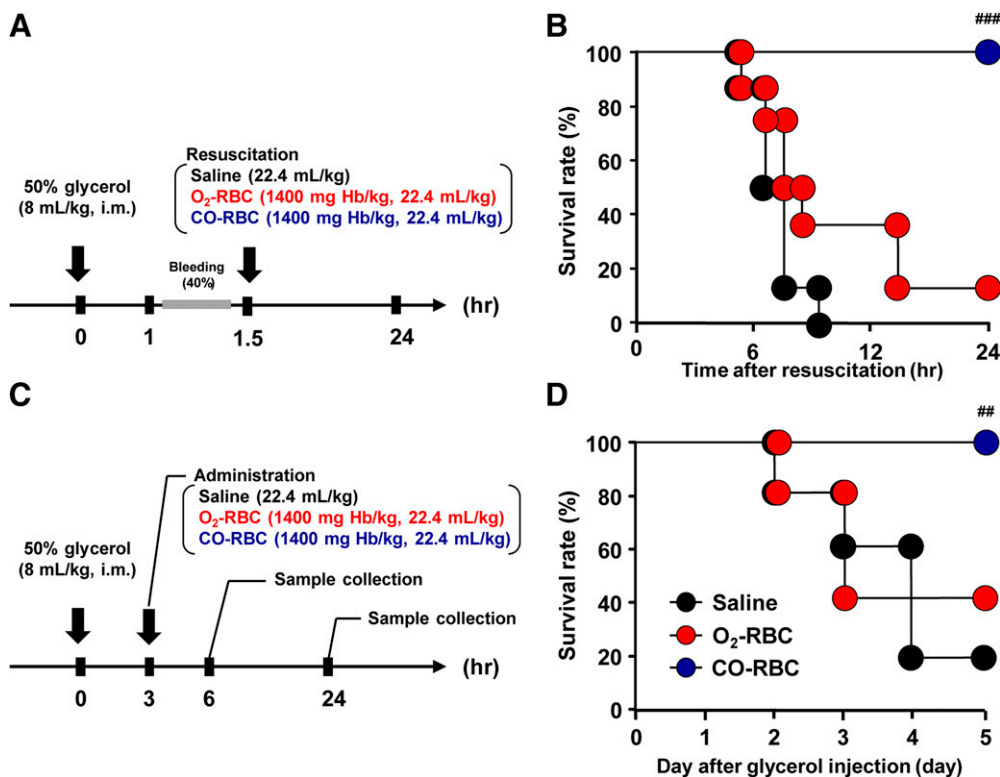 A
50% glycerol
(8 mL/kg, i.m.)
Resuscitation
Saline (22.4 mL/kg)
O₂-RBC (1400 mg Hb/kg, 22.4 mL/kg)
CO-RBC (1400 mg Hb/kg, 22.4 mL/kg)
Bleeding
(40%)
0
1
1.5
24
(hr)
B
###
Survival rate (%)
100
80
60
40
20
0
0
6
12
24
Time after resuscitation (hr)
C
Administration
Saline (22.4 mL/kg)
O₂-RBC (1400 mg Hb/kg, 22.4 mL/kg)
CO-RBC (1400 mg Hb/kg, 22.4 mL/kg)
50% glycerol
(8 mL/kg, i.m.)
Sample collection
Sample collection
0
3
6
24
(hr)
D
##
Survival rate (%)
100
80
60
40
20
0
Saline
O₂-RBC
CO-RBC
0
1
2
3
4
5
Day after glycerol injection (day)